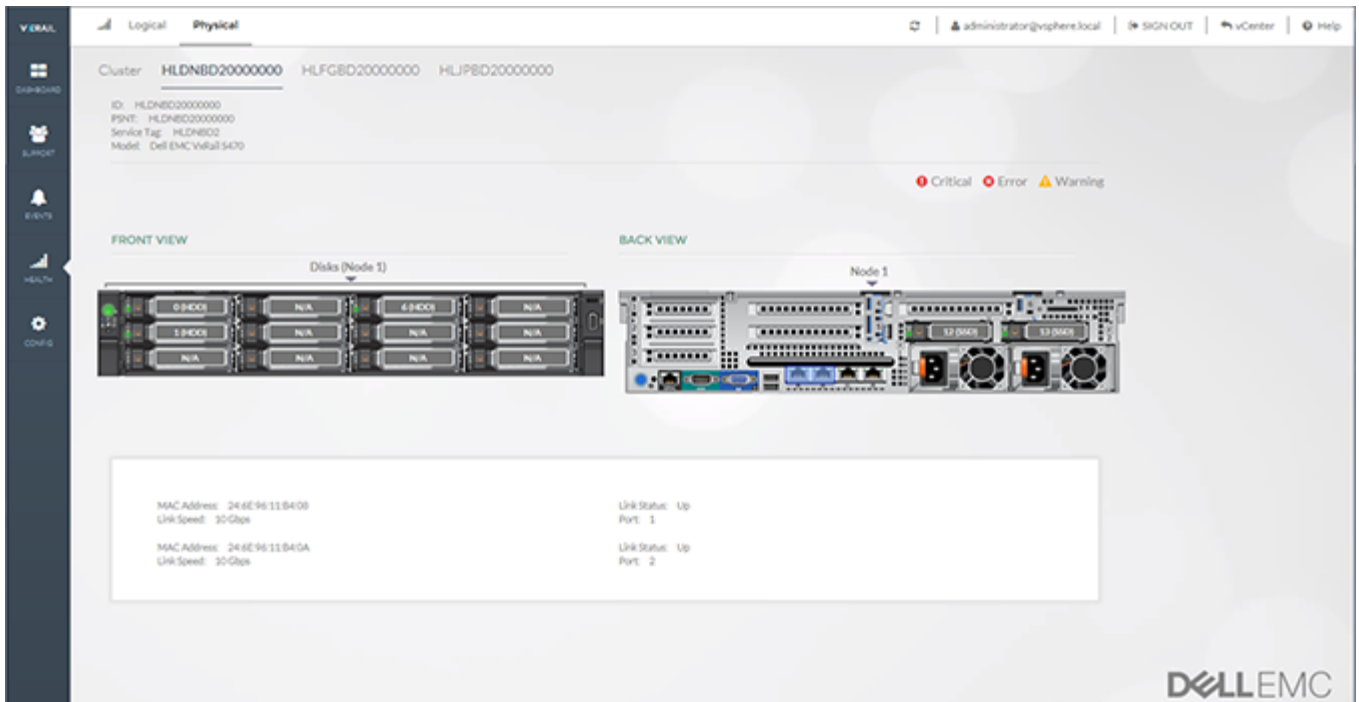 VXRAIL
Logical Physical administrator@vsphere.local SIGN OUT vCenter Help
DASHBOARD
SUPPORT
EVENTS
HEALTH
CONFIG
Cluster HLDNBD20000000 HLFGBD20000000 HLJPBD20000000
ID: HLDNBD20000000
PSNT: HLDNBD20000000
Service Tag: HLDNBD2
Model: Dell EMC VxRail S470
Critical Error Warning
FRONT VIEW
Disks (Node 1)
0 (HDD) N/A 6 (HDD) N/A
1 (HDD) N/A N/A N/A
N/A N/A N/A N/A
BACK VIEW
Node 1
12 (SSD) 13 (SSD)
MAC Address: 24:6E:96:11:B4:08 Link Status: Up
Link Speed: 10 Gbps Port: 1
MAC Address: 24:6E:96:11:B4:0A Link Status: Up
Link Speed: 10 Gbps Port: 2
DELLEMC